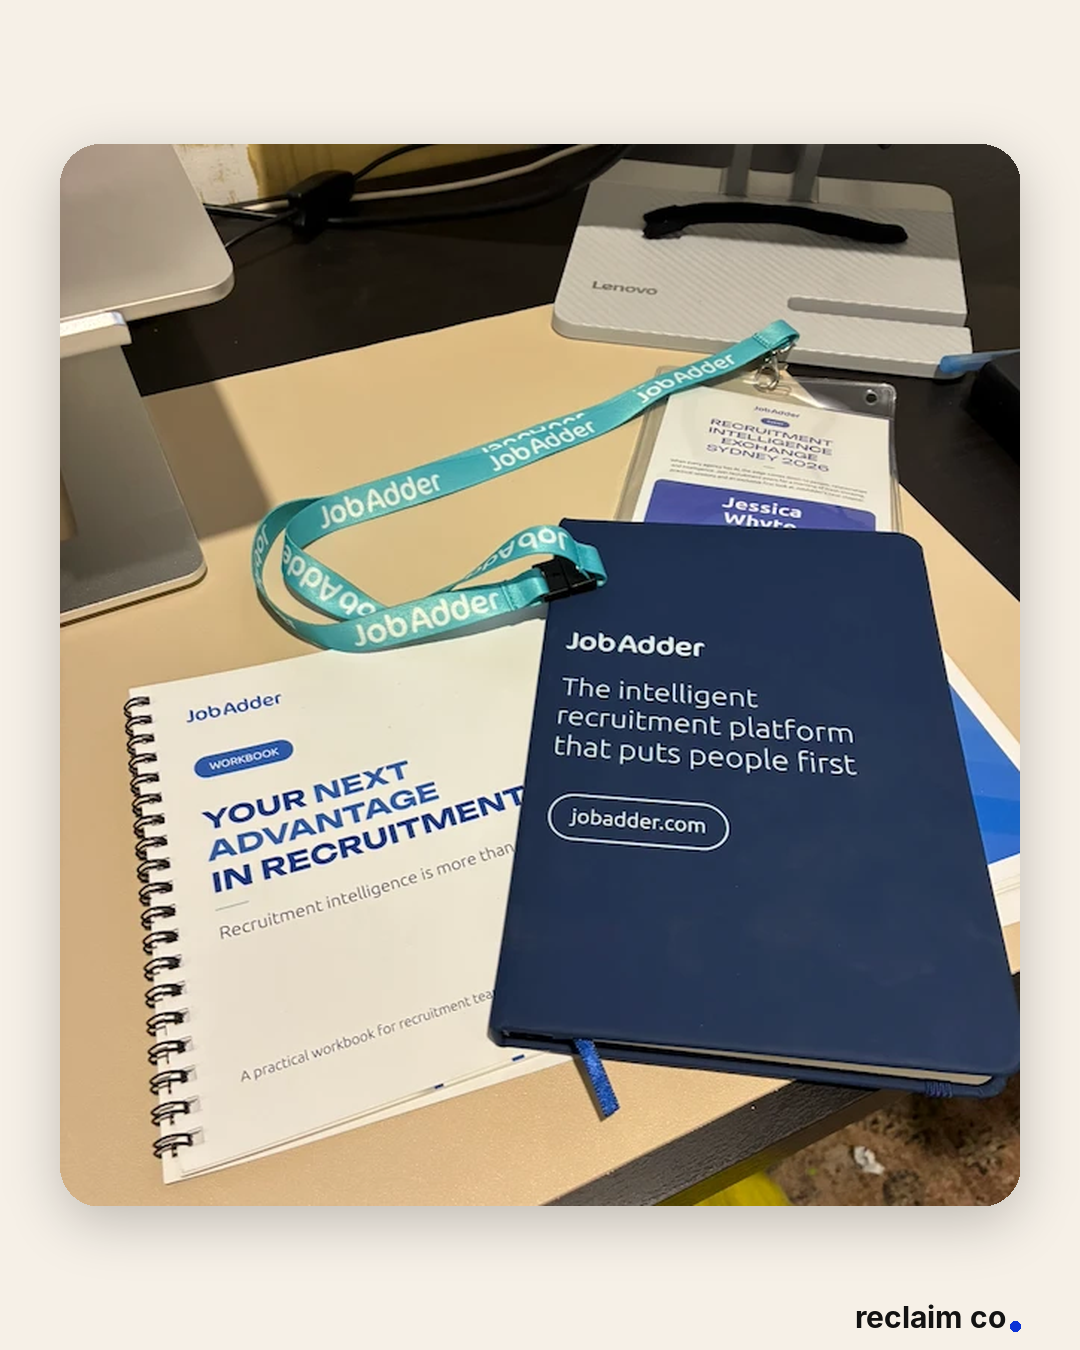 Lenovo
JobAdder
JobAdder
JobAdder
JobAdder
JobAdder
RECRUITMENT
INTELLIGENCE
EXCHANGE
SYDNEY 2026
Jessica
Whyte
JobAdder
JobAdder
WORKBOOK
YOUR NEXT
ADVANTAGE
IN RECRUITMENT
Recruitment intelligence is more than
A practical workbook for recruitment
JobAdder
The intelligent
recruitment platform
that puts people first
jobadder.com
reclaim co.